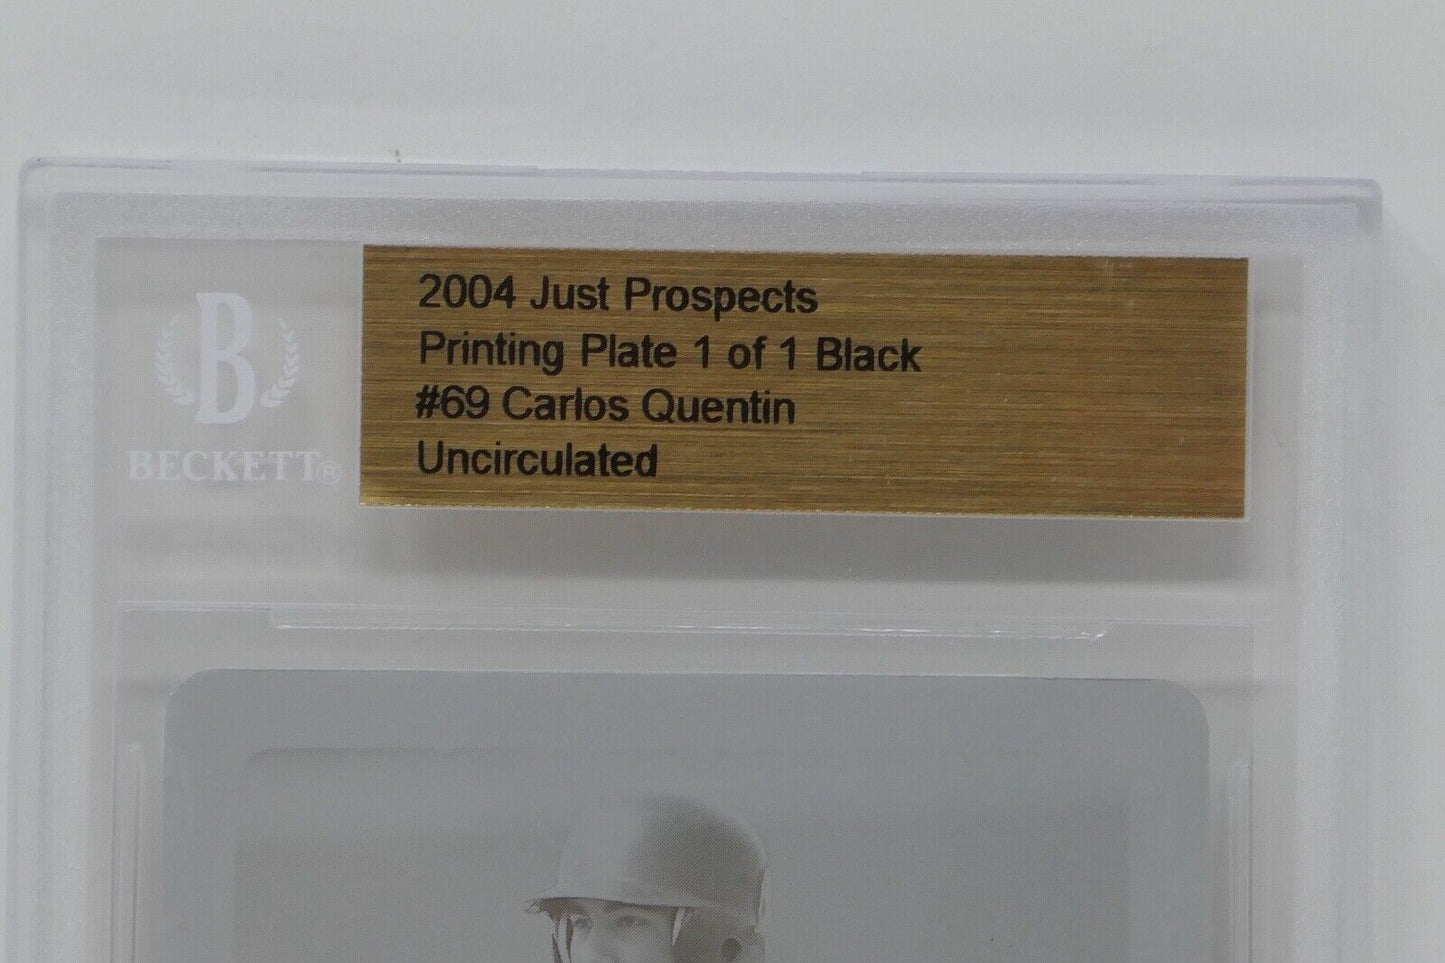 2004 Just Prospects
Printing Plate 1 of 1 Black
#69 Carlos Quentin
Uncirculated
B
BECKETT®